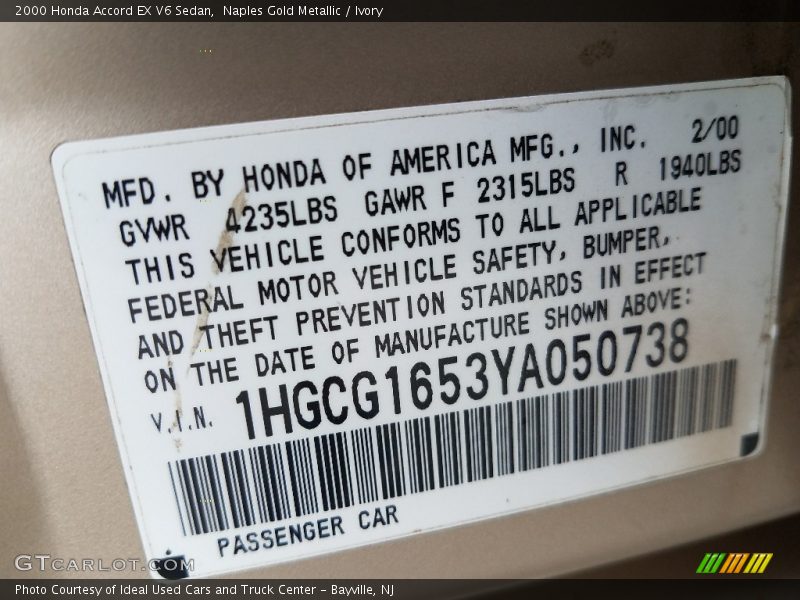 2000 Honda Accord EX V6 Sedan,  Naples Gold Metallic / Ivory
MFD. BY HONDA OF AMERICA MFG., INC. 2/00
GVWR 4235LBS GAWR F 2315LBS R 1940LBS
THIS VEHICLE CONFORMS TO ALL APPLICABLE
FEDERAL MOTOR VEHICLE SAFETY, BUMPER,
AND THEFT PREVENTION STANDARDS IN EFFECT
ON THE DATE OF MANUFACTURE SHOWN ABOVE:
V.I.N. 1HGCG1653YA050738
PASSENGER CAR
GTCARLOT.COM
Photo Courtesy of Ideal Used Cars and Truck Center - Bayville, NJ